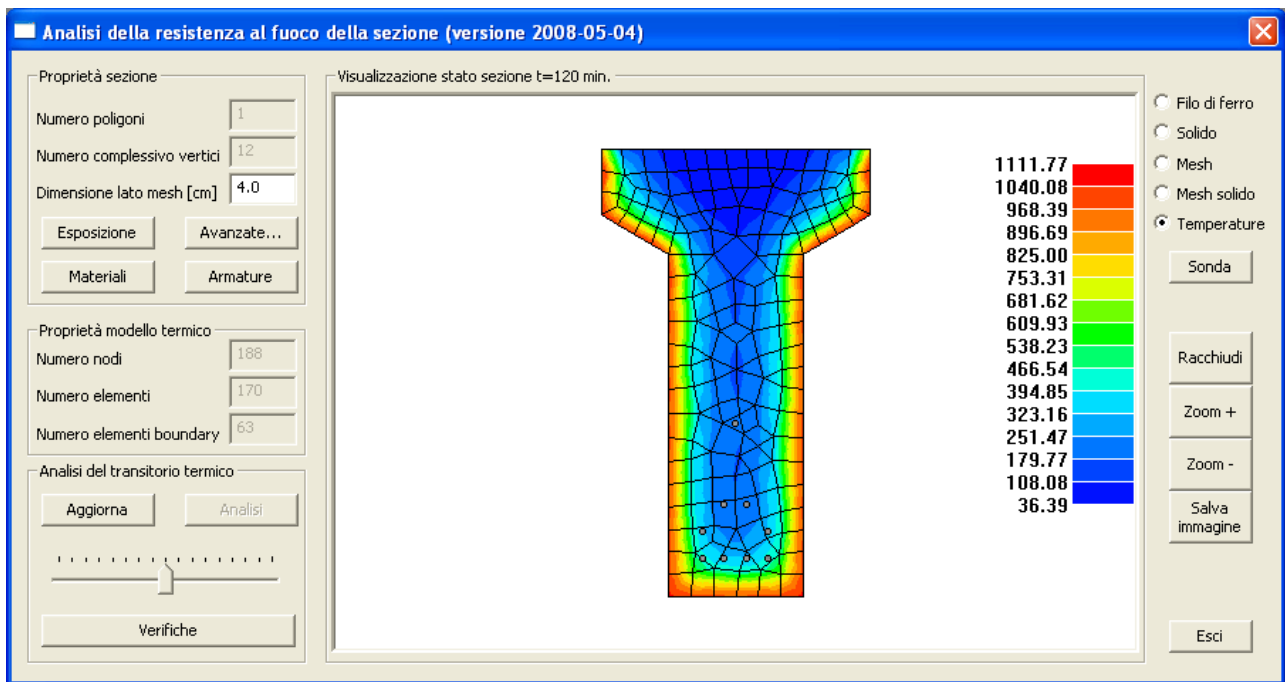 Analisi della resistenza al fuoco della sezione (versione 2008-05-04)
Proprietà sezione
Numero poligoni
1
Numero complessivo vertici
12
Dimensione lato mesh [cm]
4.0
Esposizione
Avanzate...
Materiali
Armature
Proprietà modello termico
Numero nodi
188
Numero elementi
170
Numero elementi boundary
63
Analisi del transitorio termico
Aggiorna
Analisi
Verifiche
Visualizzazione stato sezione t=120 min.
1111.77
1040.08
968.39
896.69
825.00
753.31
681.62
609.93
538.23
466.54
394.85
323.16
251.47
179.77
108.08
36.39
Filo di ferro
Solido
Mesh
Mesh solido
Temperature
Sonda
Racchiudi
Zoom +
Zoom -
Salva
immagine
Esci